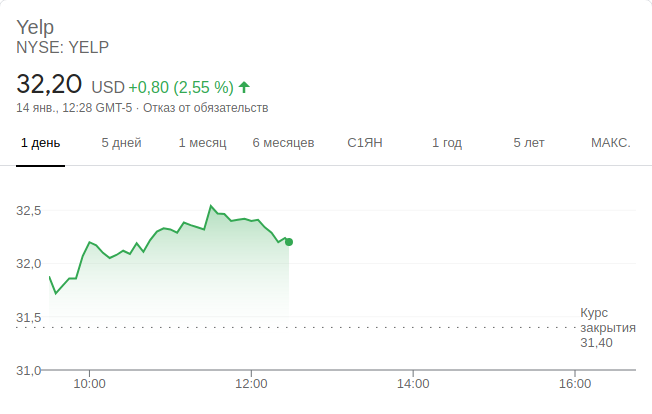 Yelp
NYSE: YELP
32,20 USD +0,80 (2,55 %)
14 янв., 12:28 GMT-5 · Отказ от обязательств
1 день 5 дней 1 месяц 6 месяцев С1ЯН 1 год 5 лет МАКС.
32,5
32,0
31,5
Курс
закрытия
31,40
31,0
10:00 12:00 14:00 16:00